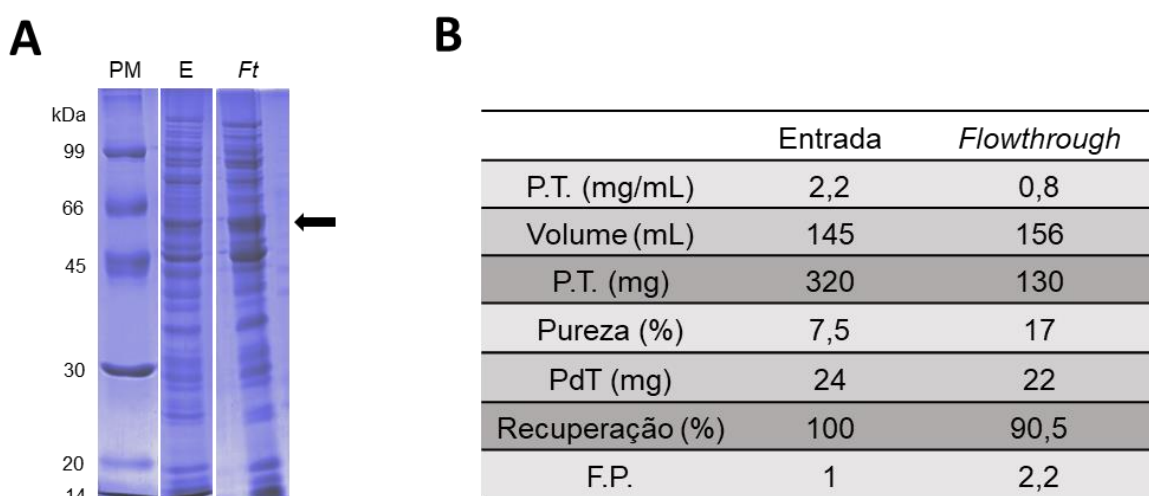 A
PM E Ft
kDa
99
66
45
30
20
14
B
Entrada Flowthrough
P.T. (mg/mL) 2,2 0,8
Volume (mL) 145 156
P.T. (mg) 320 130
Pureza (%) 7,5 17
PdT (mg) 24 22
Recuperação (%) 100 90,5
F.P. 1 2,2